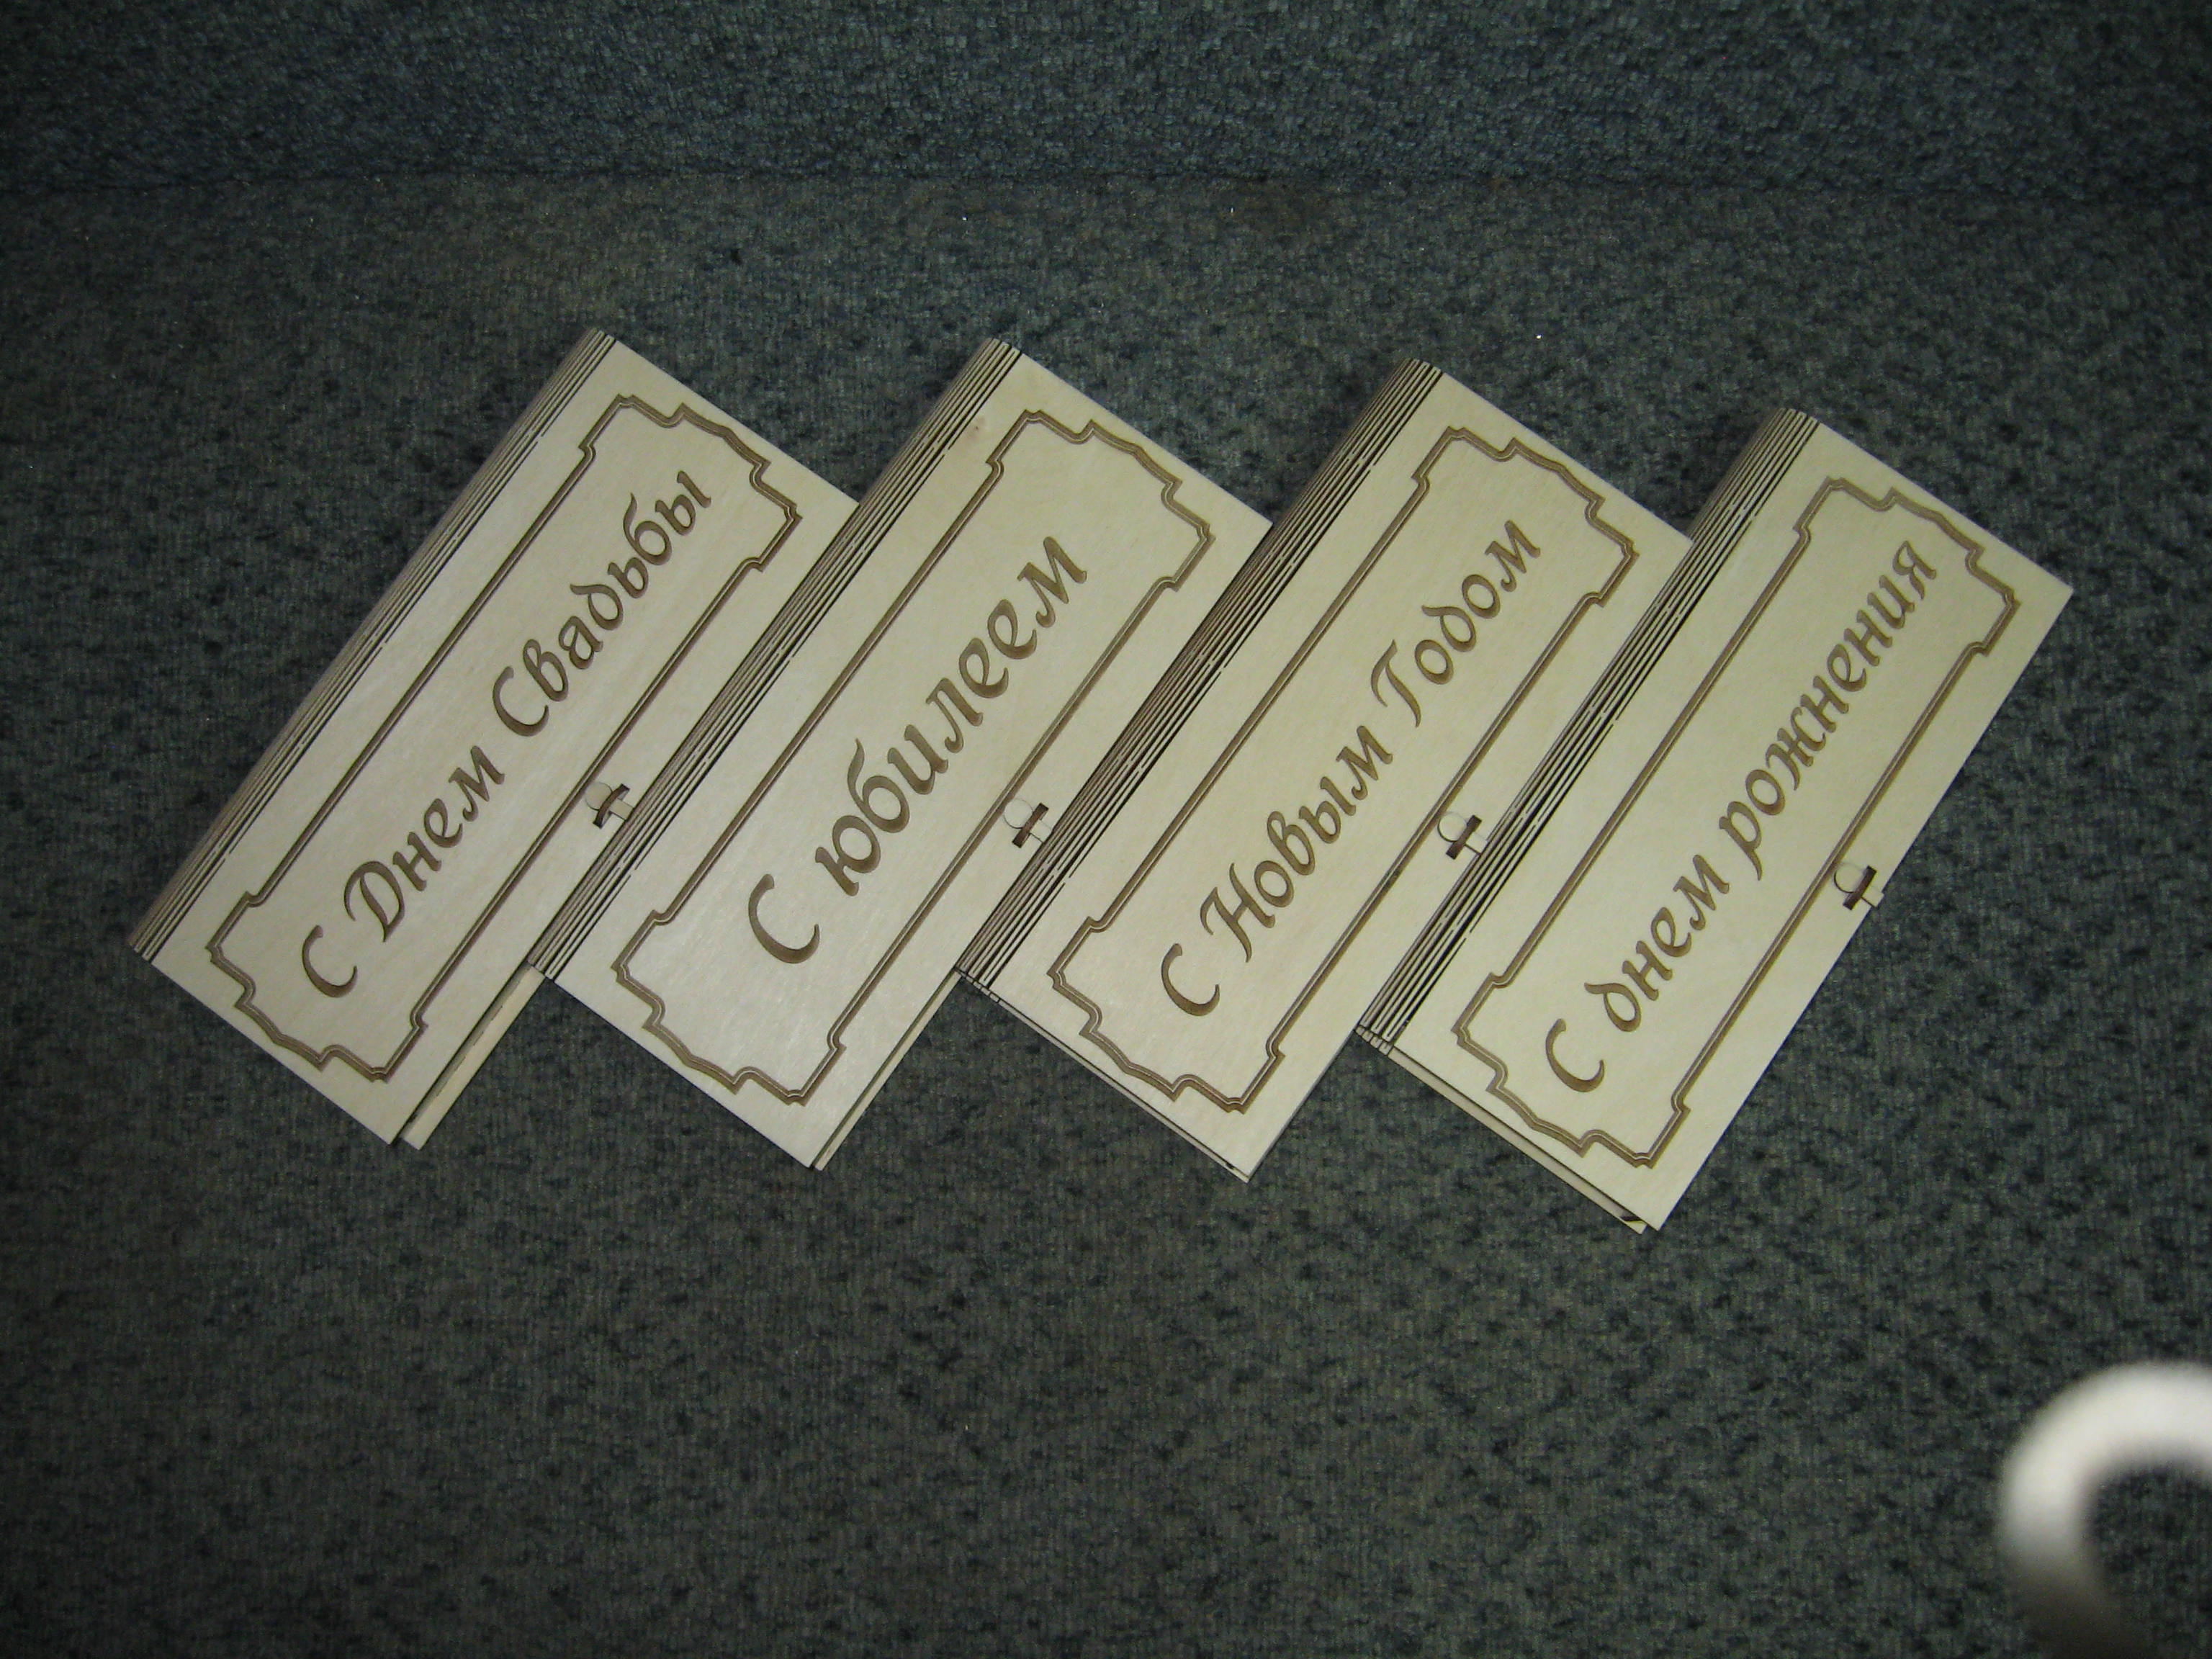 С Днем Свадьбы
С юбилеем
С Новым Годом
С днем рожнения